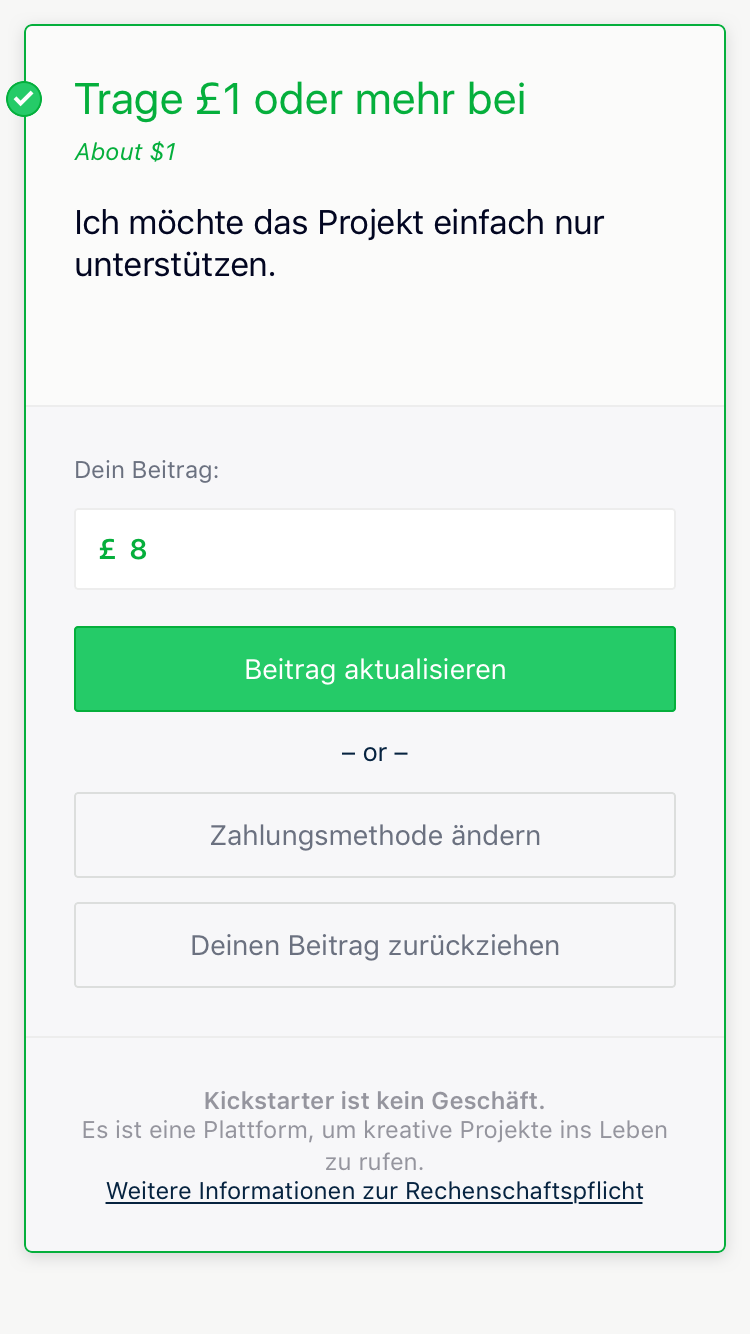 Trage £1 oder mehr bei
About $1
Ich möchte das Projekt einfach nur
unterstützen.
Dein Beitrag:
£ 8
Beitrag aktualisieren
– or –
Zahlungsmethode ändern
Deinen Beitrag zurückziehen
Kickstarter ist kein Geschäft.
Es ist eine Plattform, um kreative Projekte ins Leben
zu rufen.
Weitere Informationen zur Rechenschaftspflicht